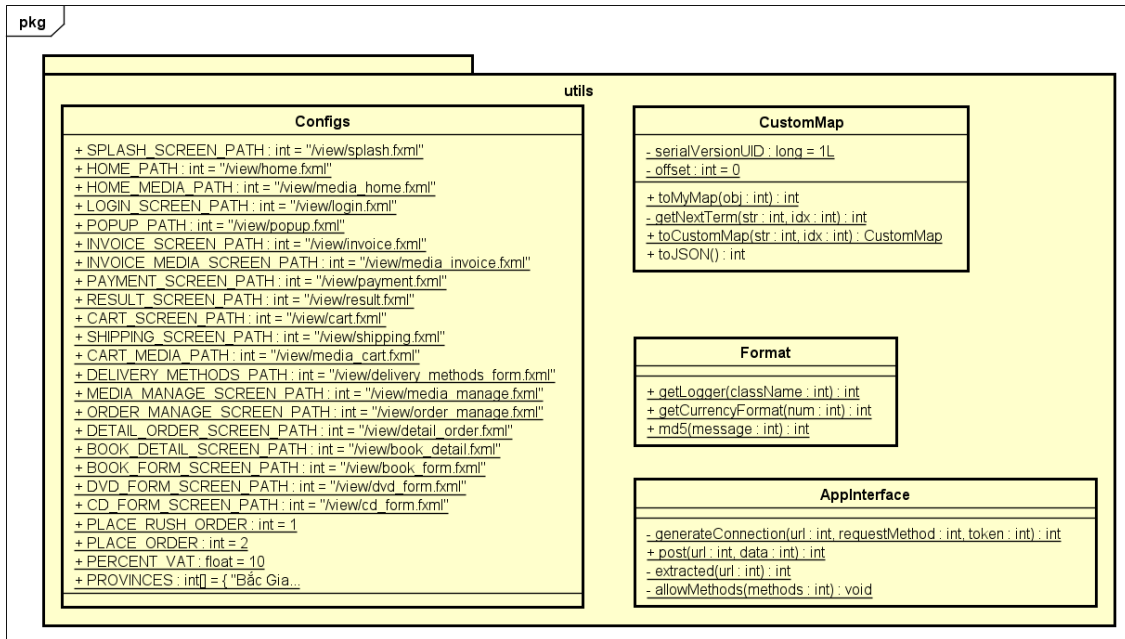 pkg
utils
Configs
+ SPLASH_SCREEN_PATH : int = "/view/splash.fxml"
+ HOME_PATH : int = "/view/home.fxml"
+ HOME_MEDIA_PATH : int = "/view/media_home.fxml"
+ LOGIN_SCREEN_PATH : int = "/view/login.fxml"
+ POPUP_PATH : int = "/view/popup.fxml"
+ INVOICE_SCREEN_PATH : int = "/view/invoice.fxml"
+ INVOICE_MEDIA_SCREEN_PATH : int = "/view/media_invoice.fxml"
+ PAYMENT_SCREEN_PATH : int = "/view/payment.fxml"
+ RESULT_SCREEN_PATH : int = "/view/result.fxml"
+ CART_SCREEN_PATH : int = "/view/cart.fxml"
+ SHIPPING_SCREEN_PATH : int = "/view/shipping.fxml"
+ CART_MEDIA_PATH : int = "/view/media_cart.fxml"
+ DELIVERY_METHODS_PATH : int = "/view/delivery_methods_form.fxml"
+ MEDIA_MANAGE_SCREEN_PATH : int = "/view/media_manage.fxml"
+ ORDER_MANAGE_SCREEN_PATH : int = "/view/order_manage.fxml"
+ DETAIL_ORDER_SCREEN_PATH : int = "/view/detail_order.fxml"
+ BOOK_DETAIL_SCREEN_PATH : int = "/view/book_detail.fxml"
+ BOOK_FORM_SCREEN_PATH : int = "/view/book_form.fxml"
+ DVD_FORM_SCREEN_PATH : int = "/view/dvd_form.fxml"
+ CD_FORM_SCREEN_PATH : int = "/view/cd_form.fxml"
+ PLACE_RUSH_ORDER : int = 1
+ PLACE_ORDER : int = 2
+ PERCENT_VAT : float = 10
+ PROVINCES : int[] = { "Bắc Gia...
CustomMap
- serialVersionUID : long = 1L
- offset : int = 0
+ toMyMap(obj : int) : int
- getNextTerm(str : int, idx : int) : int
+ toCustomMap(str : int, idx : int) : CustomMap
+ toJSON() : int
Format
+ getLogger(className : int) : int
+ getCurrencyFormat(num : int) : int
+ md5(message : int) : int
AppInterface
- generateConnection(url : int, requestMethod : int, token : int) : int
+ post(url : int, data : int) : int
- extracted(url : int) : int
- allowMethods(methods : int) : void